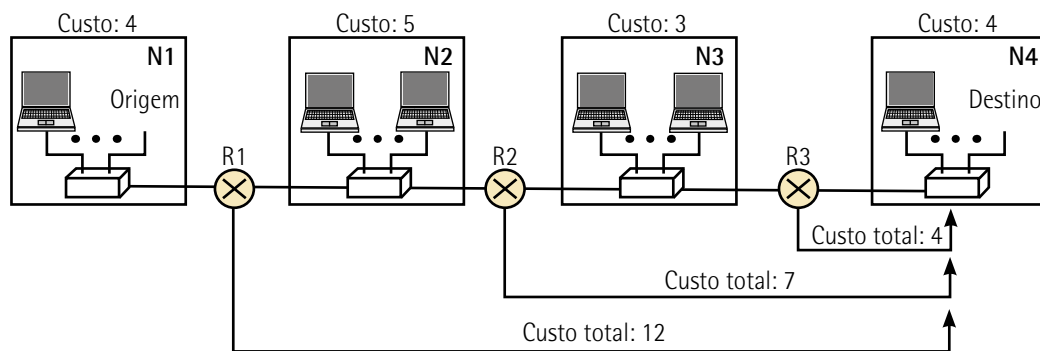 Custo: 4 Custo: 5 Custo: 3 Custo: 4
N1 N2 N3 N4
Origem Destino
R1 R2 R3
Custo total: 4
Custo total: 7
Custo total: 12